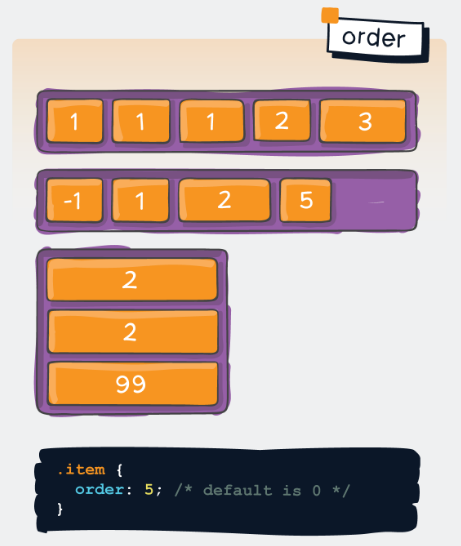 order
1 1 1 2 3
-1 1 2 5
2
2
99
.item {
  order: 5; /* default is 0 */
}